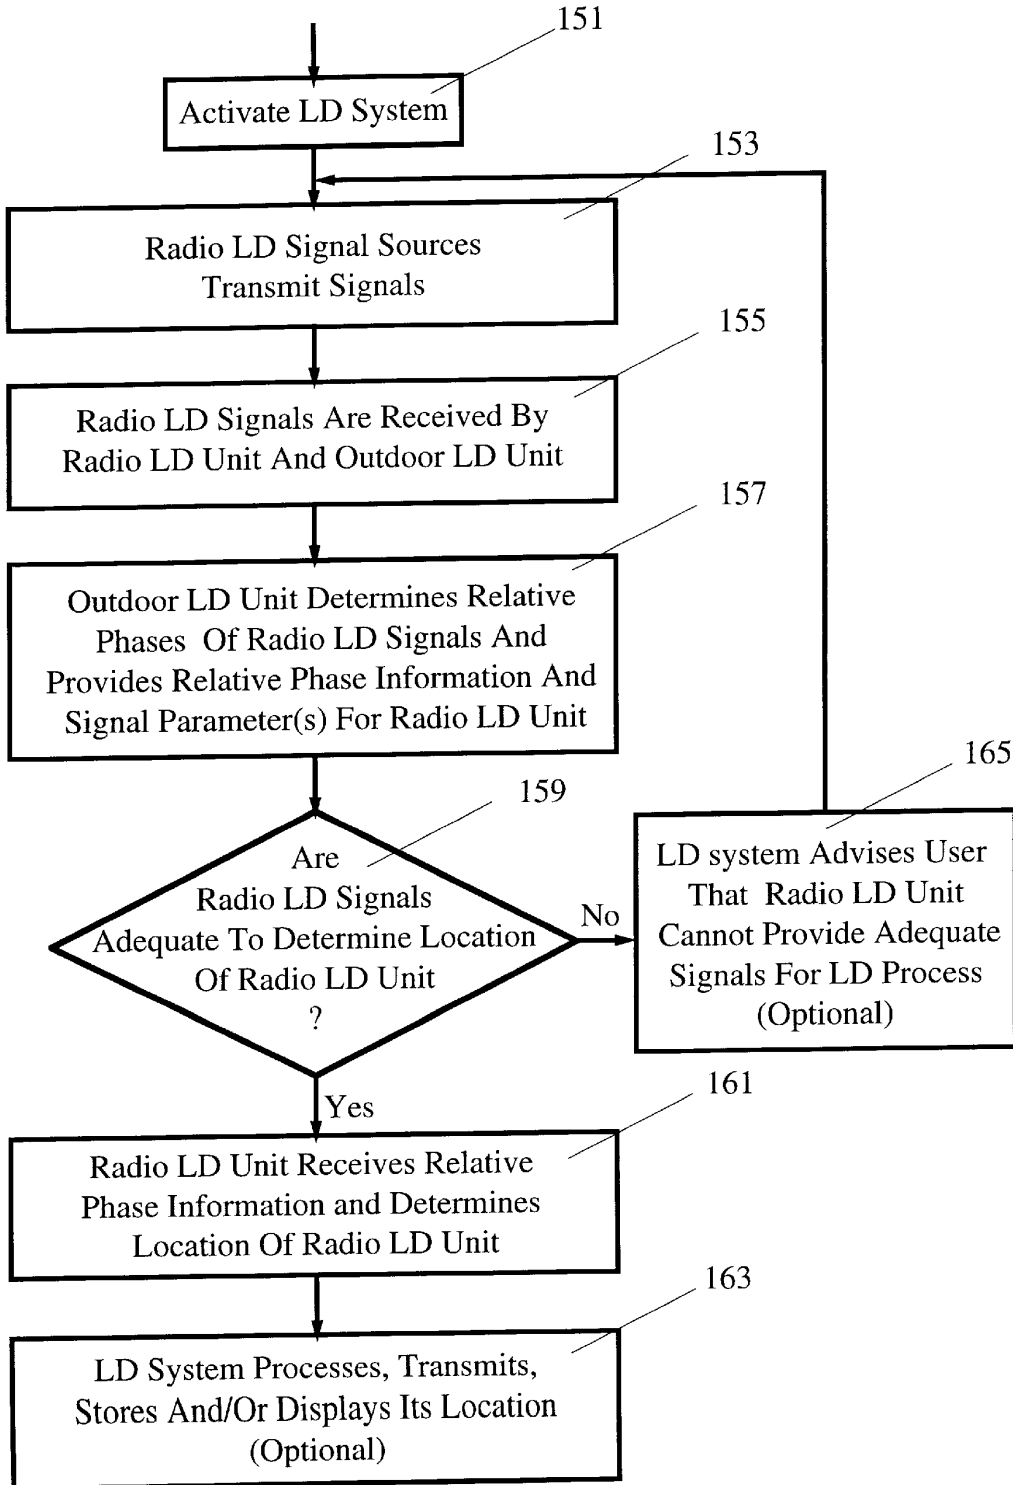 151
Activate LD System
153
Radio LD Signal Sources
Transmit Signals
155
Radio LD Signals Are Received By
Radio LD Unit And Outdoor LD Unit
157
Outdoor LD Unit Determines Relative
Phases Of Radio LD Signals And
Provides Relative Phase Information And
Signal Parameter(s) For Radio LD Unit
159
Are
Radio LD Signals
Adequate To Determine Location
Of Radio LD Unit
?
No
165
LD system Advises User
That Radio LD Unit
Cannot Provide Adequate
Signals For LD Process
(Optional)
Yes
161
Radio LD Unit Receives Relative
Phase Information and Determines
Location Of Radio LD Unit
163
LD System Processes, Transmits,
Stores And/Or Displays Its Location
(Optional)